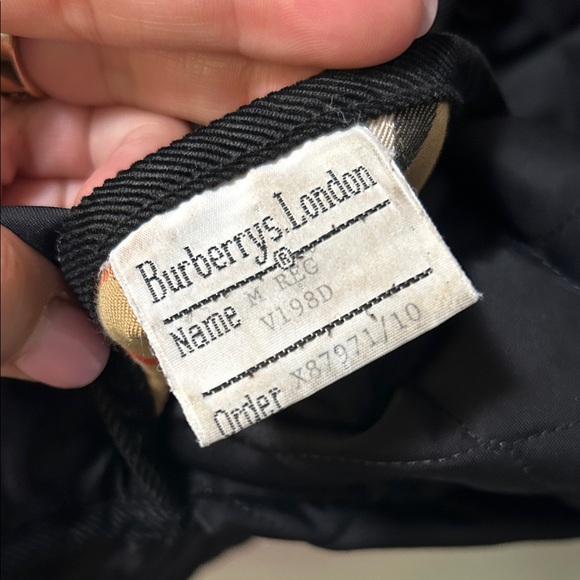 Burberrys. London
®
Name M REG
V198D
Order X87971/10